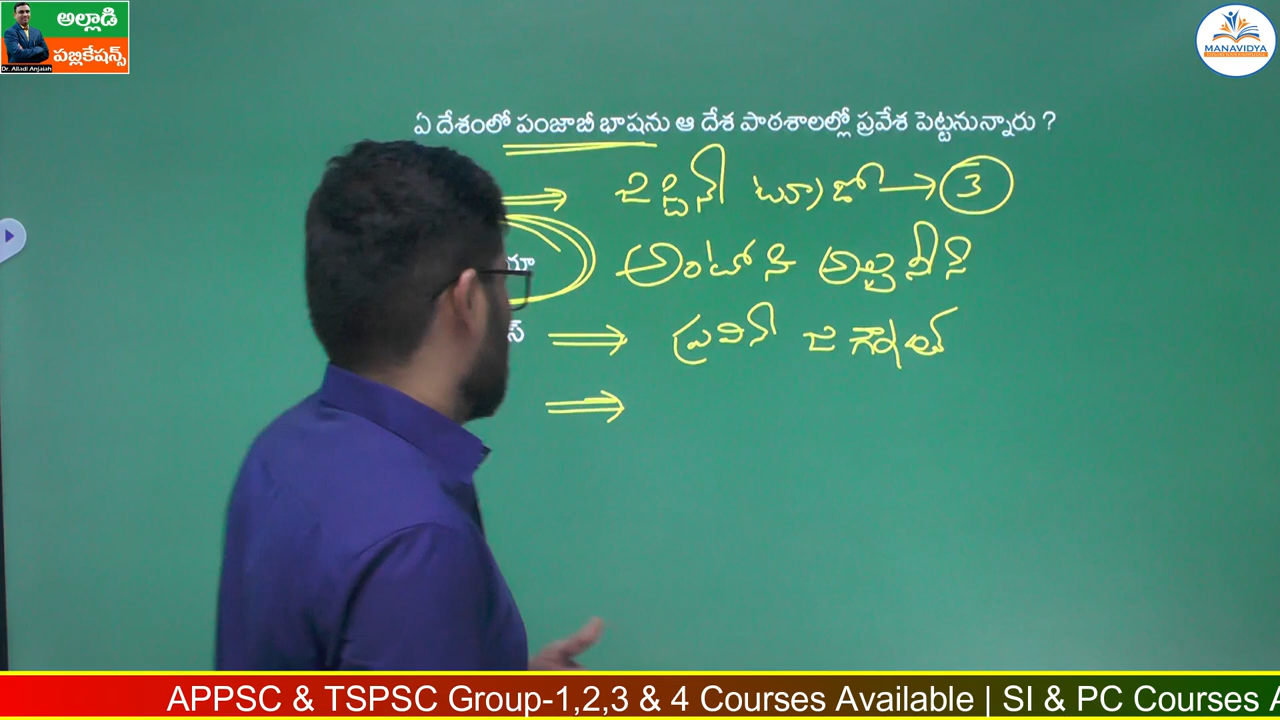 అల్లాడి
పబ్లికేషన్స్
Dr. Alladi Anjaiah
MANAVIDYA
ఏ దేశంలో పంజాబీ భాషను ఆ దేశ పాఠశాలల్లో ప్రవేశ పెట్టనున్నారు ?
జస్టిన్ ట్రూడో → 3
అంటోని అల్బనీసి
ప్రవిన్ జ గ్నాథ్
APPSC & TSPSC Group-1,2,3 & 4 Courses Available | SI & PC Courses A